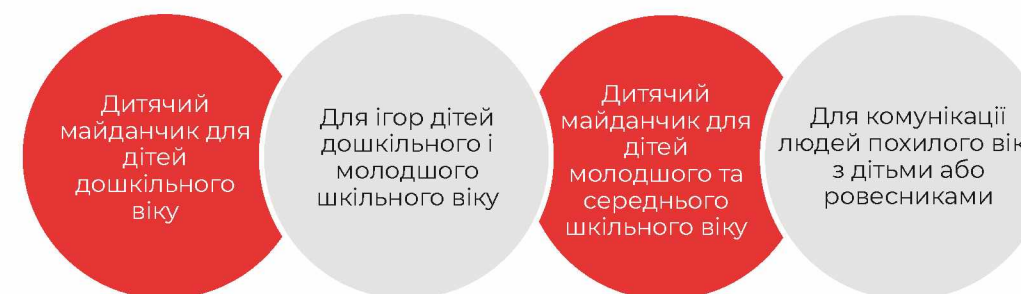 Дитячий
майданчик для
дітей
дошкільного
віку
Для ігор дітей
дошкільного і
молодшого
шкільного віку
Дитячий
майданчик для
дітей
молодшого та
середнього
шкільного віку
Для комунікації
людей похилого
з дітьми або
ровесниками